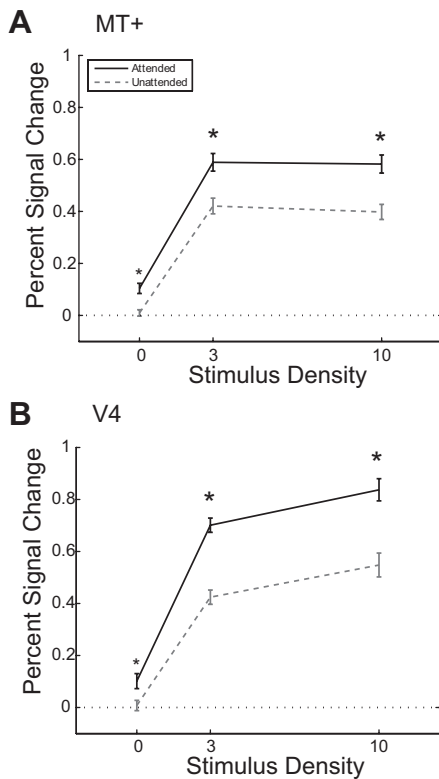 A MT+
1
Attended
Unattended
0.8
0.6
0.4
0.2
0
Percent Signal Change
* * *
0 3 10
Stimulus Density
B V4
1
0.8
0.6
0.4
0.2
0
Percent Signal Change
* * *
0 3 10
Stimulus Density